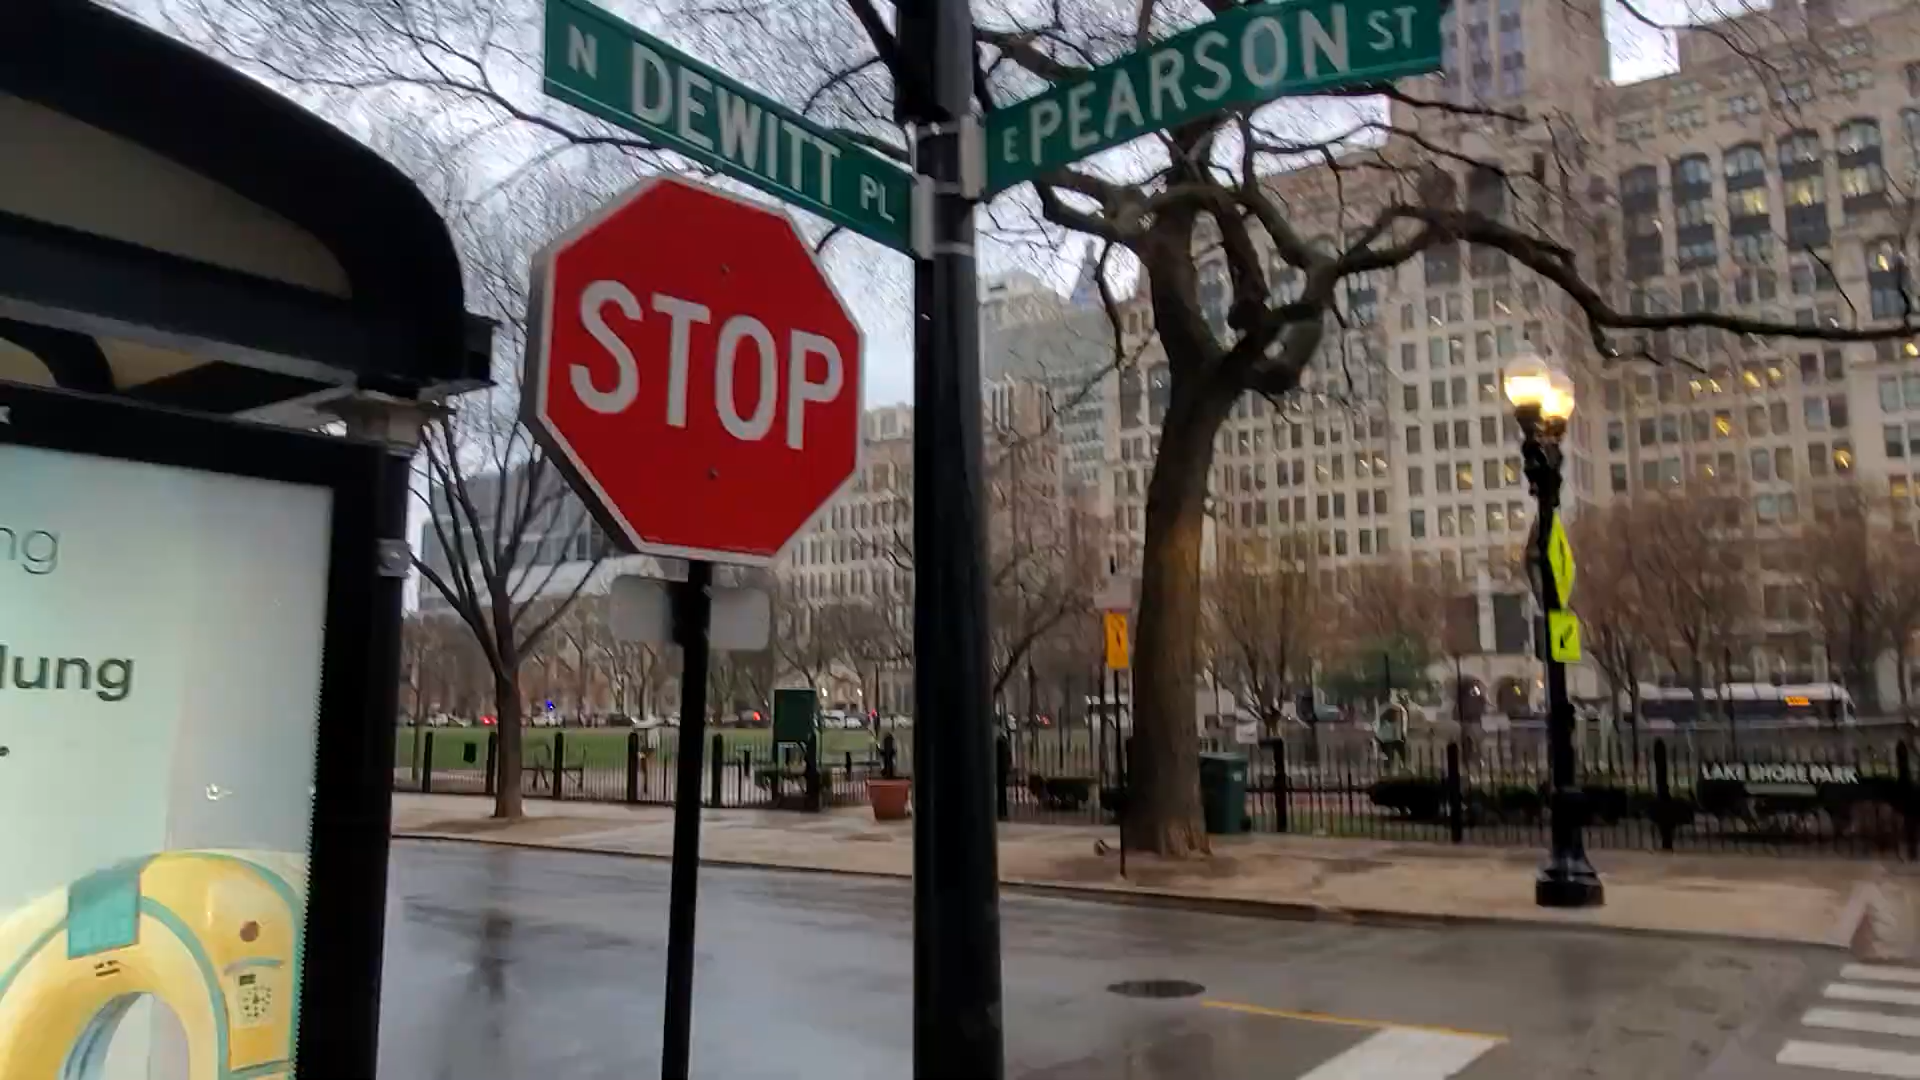 N DEWITT PL
E PEARSON ST
STOP
ng
lung
LAKE SHORE PARK